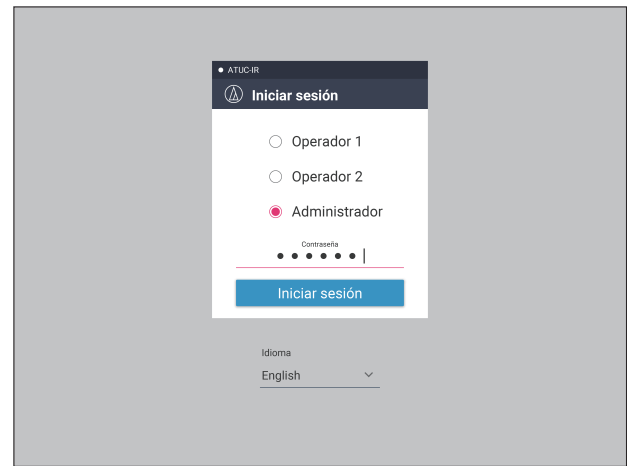 ATUC-IR
Iniciar sesión
Operador 1
Operador 2
Administrador
Contraseña
Iniciar sesión
Idioma
English